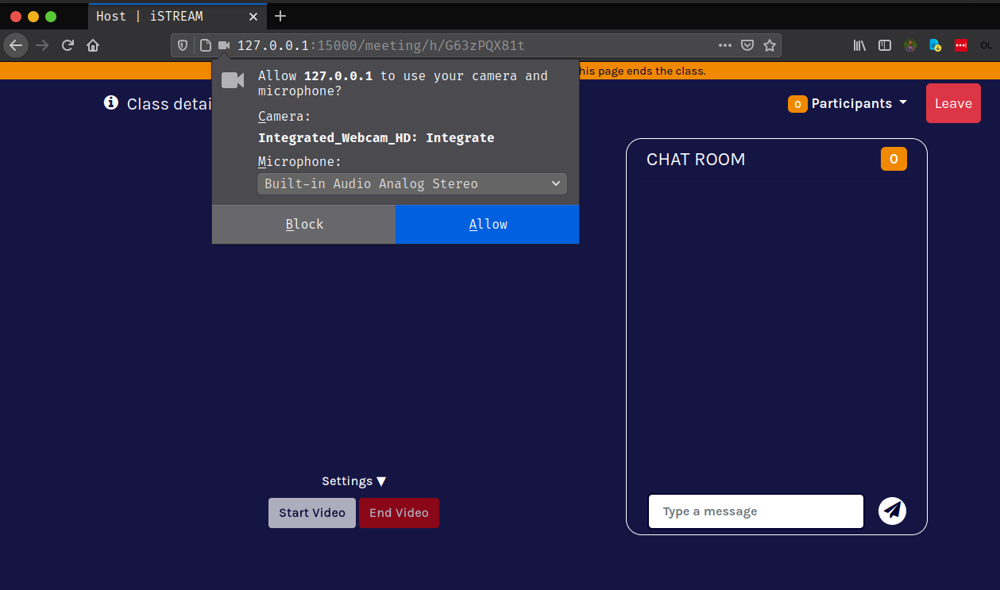 Host | iSTREAM
127.0.0.1:15000/meeting/h/G63zPQX81t
OL
Allow 127.0.0.1 to use your camera and
microphone?
Camera:
Integrated_Webcam_HD: Integrate
Microphone:
Built-in Audio Analog Stereo
Block
Allow
this page ends the class.
Class detai
0 Participants
Leave
CHAT ROOM
0
Settings ▼
Start Video
End Video
Type a message